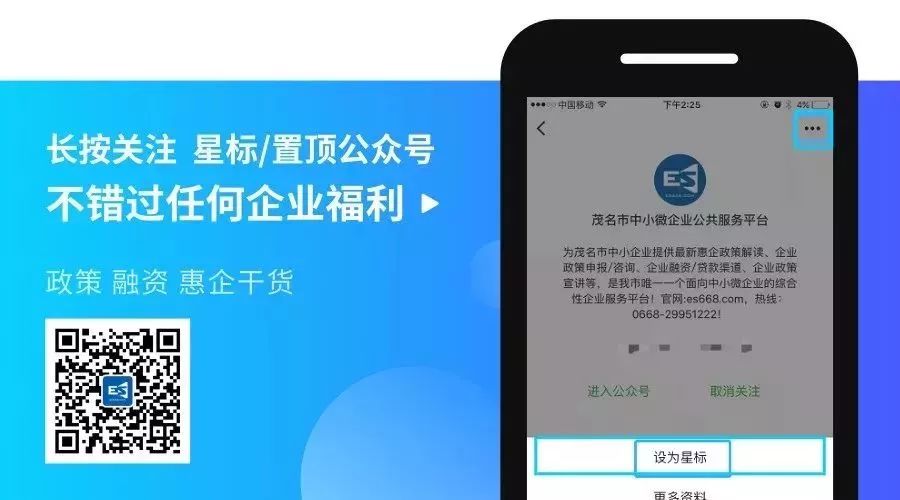 长按关注 星标/置顶公众号
不错过任何企业福利
政策 融资 惠企干货
ES
中国移动
下午2:25
4%
ES
茂名市中小微企业公共服务平台
为茂名市中小企业提供最新惠企政策解读、企业
政策申报/咨询、企业融资/贷款渠道、企业政策
宣讲等，是我市唯一一个面向中小微企业的综合
性企业服务平台！官网:es668.com，热线：
0668-29951222！
进入公众号
取消关注
设为星标
更多资料